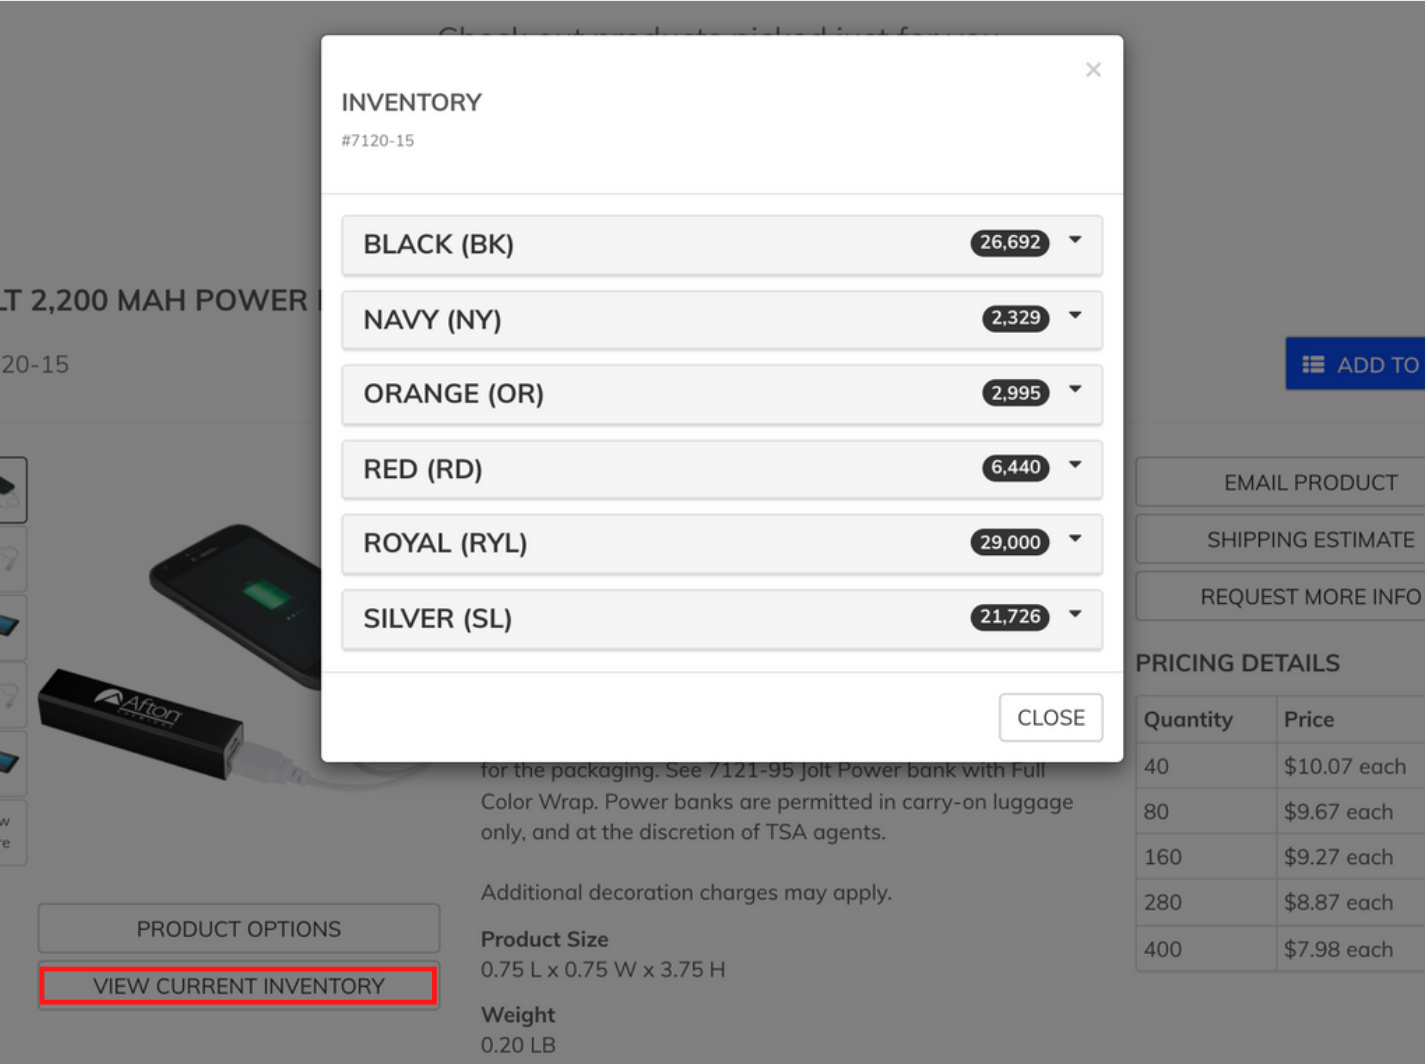 INVENTORY
#7120-15
BLACK (BK) 26,692
NAVY (NY) 2,329
ORANGE (OR) 2,995
RED (RD) 6,440
ROYAL (RYL) 29,000
SILVER (SL) 21,726
CLOSE
LT 2,200 MAH POWER
20-15
ADD TO
Afton
PRODUCT OPTIONS
VIEW CURRENT INVENTORY
for the packaging. See 7121-95 Jolt Power bank with Full
Color Wrap. Power banks are permitted in carry-on luggage
only, and at the discretion of TSA agents.
Additional decoration charges may apply.
Product Size
0.75 L x 0.75 W x 3.75 H
Weight
0.20 LB
EMAIL PRODUCT
SHIPPING ESTIMATE
REQUEST MORE INFO
PRICING DETAILS
Quantity Price
40 $10.07 each
80 $9.67 each
160 $9.27 each
280 $8.87 each
400 $7.98 each